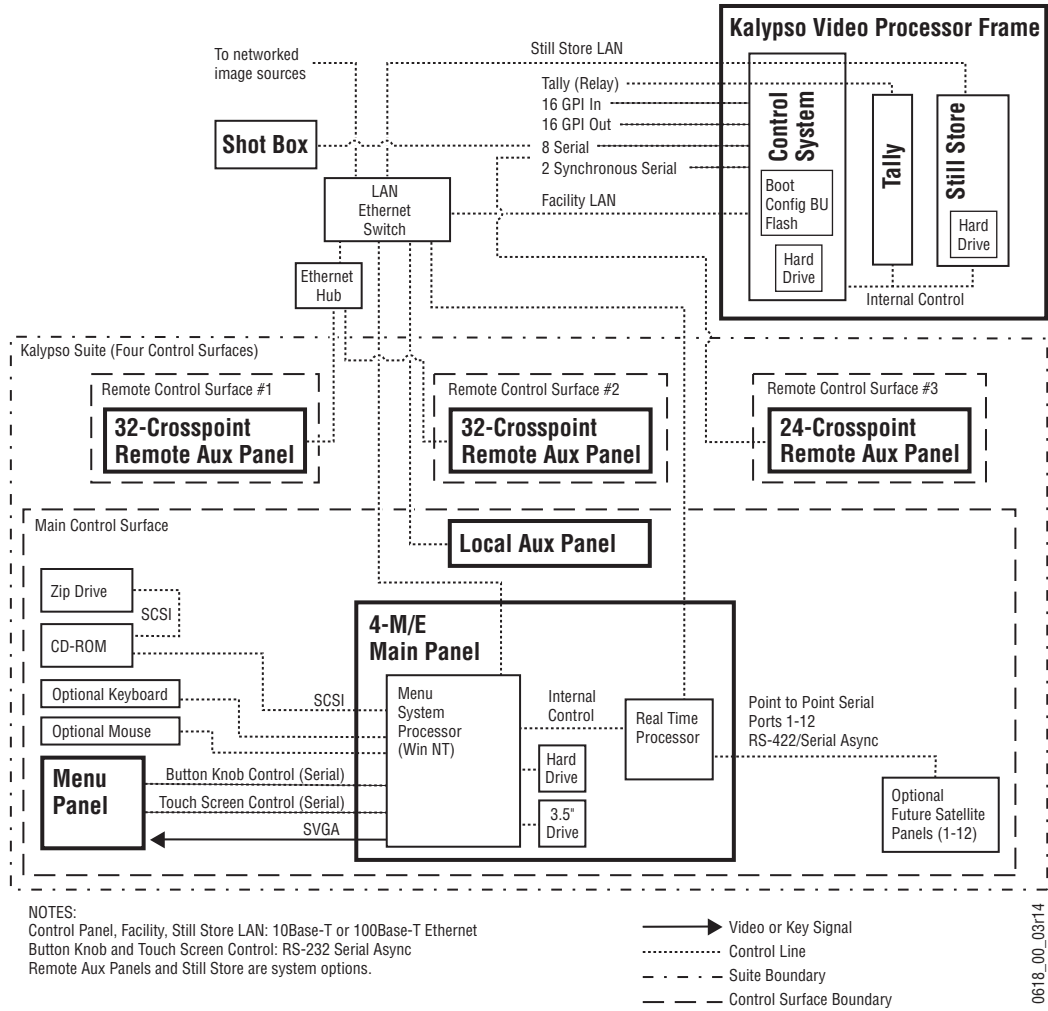 Kalypso Video Processor Frame
To networked
image sources
Still Store LAN
Tally (Relay)
16 GPI In
16 GPI Out
8 Serial
2 Synchronous Serial
Shot Box
Control
System
Tally
Still Store
Boot
Config BU
Flash
Hard
Drive
Hard
Drive
LAN
Ethernet
Switch
Facility LAN
Ethernet
Hub
Internal Control
Kalypso Suite (Four Control Surfaces)
Remote Control Surface #1
32-Crosspoint
Remote Aux Panel
Remote Control Surface #2
32-Crosspoint
Remote Aux Panel
Remote Control Surface #3
24-Crosspoint
Remote Aux Panel
Main Control Surface
Local Aux Panel
Zip Drive
SCSI
CD-ROM
4-M/E
Main Panel
Optional Keyboard
SCSI
Optional Mouse
Menu
System
Processor
(Win NT)
Internal
Control
Real Time
Processor
Point to Point Serial
Ports 1-12
RS-422/Serial Async
Hard
Drive
3.5"
Drive
Menu
Panel
Button Knob Control (Serial)
Touch Screen Control (Serial)
SVGA
Optional
Future Satellite
Panels (1-12)
NOTES:
Control Panel, Facility, Still Store LAN: 10Base-T or 100Base-T Ethernet
Button Knob and Touch Screen Control: RS-232 Serial Async
Remote Aux Panels and Still Store are system options.
Video or Key Signal
Control Line
Suite Boundary
Control Surface Boundary
0618_00_03r14